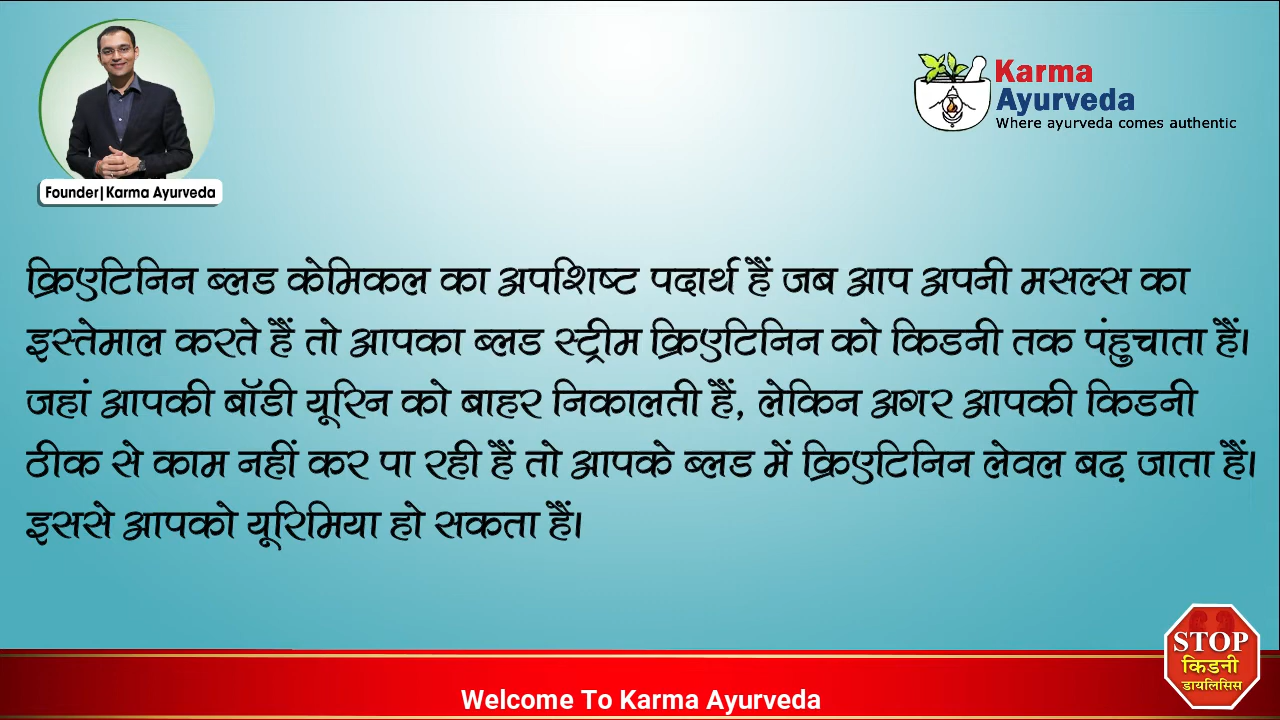 Founder|Karma Ayurveda
Karma
Ayurveda
Where ayurveda comes authentic
क्रिएटिनिन ब्लड केमिकल का अपशिष्ट पदार्थ हैं जब आप अपनी मसल्स का
इस्तेमाल करते हैं तो आपका ब्लड स्ट्रीम क्रिएटिनिन को किडनी तक पंहुचाता हैं।
जहां आपकी बॉडी यूरिन को बाहर निकालती हैं, लेकिन अगर आपकी किडनी
ठीक से काम नहीं कर पा रही हैं तो आपके ब्लड में क्रिएटिनिन लेवल बढ़ जाता हैं।
इससे आपको यूरिमिया हो सकता हैं।
STOP
किडनी
डायलिसिस
Welcome To Karma Ayurveda